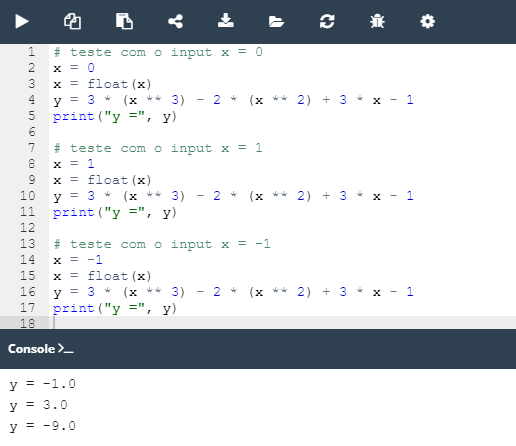 1 # teste com o input x = 0
2 x = 0
3 x = float(x)
4 y = 3 * (x ** 3) - 2 * (x ** 2) + 3 * x - 1
5 print("y =", y)
6
7 # teste com o input x = 1
8 x = 1
9 x = float(x)
10 y = 3 * (x ** 3) - 2 * (x ** 2) + 3 * x - 1
11 print("y =", y)
12
13 # teste com o input x = -1
14 x = -1
15 x = float(x)
16 y = 3 * (x ** 3) - 2 * (x ** 2) + 3 * x - 1
17 print("y =", y)
18
Console >_
y = -1.0
y = 3.0
y = -9.0